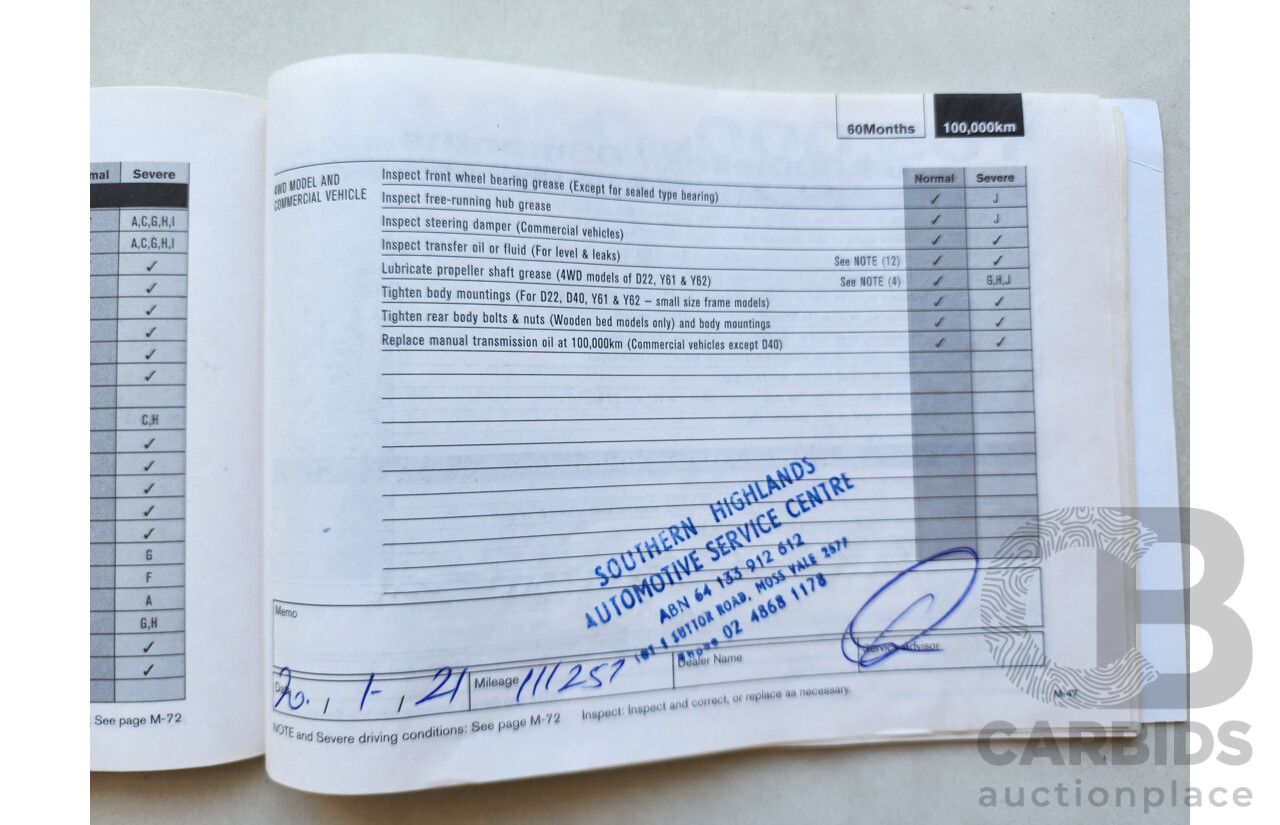 mal Severe
A,C,G,H,I
A,C,G,H,I
✓
✓
✓
✓
✓
✓
C,H
✓
✓
✓
✓
✓
G
F
A
G,H
✓
✓
: See page M-72
60Months 100,000km
Normal Severe
4WD MODEL AND
COMMERCIAL VEHICLE
Inspect front wheel bearing grease (Except for sealed type bearing) ✓ J
Inspect free-running hub grease ✓ J
Inspect steering damper (Commercial vehicles) ✓ ✓
Inspect transfer oil or fluid (For level & leaks) See NOTE (12) ✓ ✓
Lubricate propeller shaft grease (4WD models of D22, Y61 & Y62) See NOTE (4) ✓ G,H,J
Tighten body mountings (For D22, D40, Y61 & Y62 – small size frame models) ✓ ✓
Tighten rear body bolts & nuts (Wooden bed models only) and body mountings ✓ ✓
Replace manual transmission oil at 100,000km (Commercial vehicles except D40) ✓ ✓
SOUTHERN HIGHLANDS
AUTOMOTIVE SERVICE CENTRE
ABN 64 133 912 612
1 SUTTOR ROAD, MOSS VALE 2577
Phone 02 4868 1178
Memo
Date 20. / 1- / 21 Mileage 111257 Dealer Name Service Advisor
NOTE and Severe driving conditions: See page M-72 Inspect: Inspect and correct, or replace as necessary. M-47
CARBIDS
auctionplace